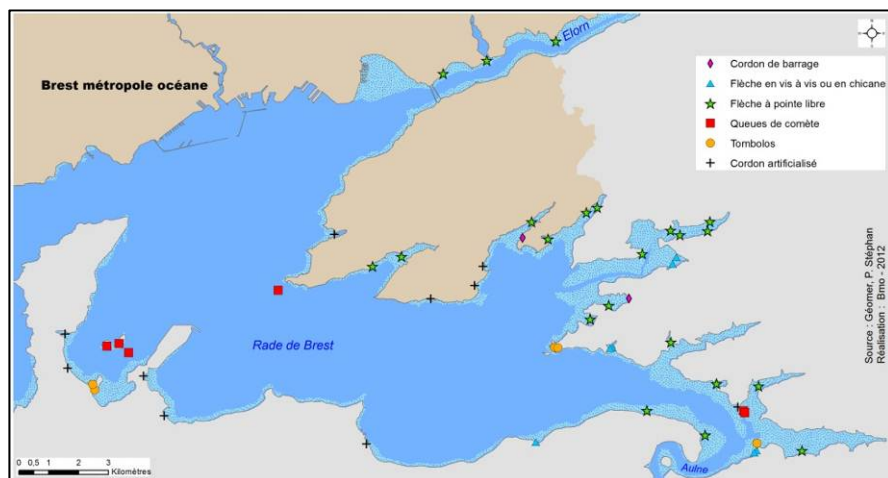 Elorn
Brest métropole océane
Cordon de barrage
Flèche en vis à vis ou en chicane
Flèche à pointe libre
Queues de comète
Tombolos
Cordon artificialisé
Rade de Brest
Source : Géomer, P. Stéphan
Réalisation : Bmo - 2012
0 0,5 1 2 3
Kilomètres
Aulne